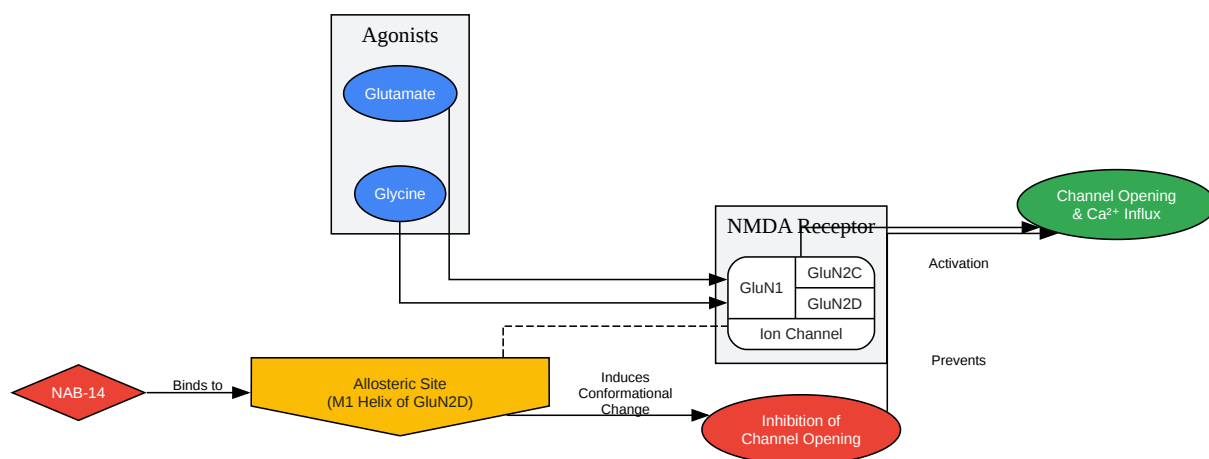 Agonists
Glutamate
Glycine
NMDA Receptor
GluN1
GluN2C
GluN2D
Ion Channel
Channel Opening
& Ca²⁺ Influx
Activation
Prevents
NAB-14
Binds to
Allosteric Site
(M1 Helix of GluN2D)
Induces
Conformational
Change
Inhibition of
Channel Opening